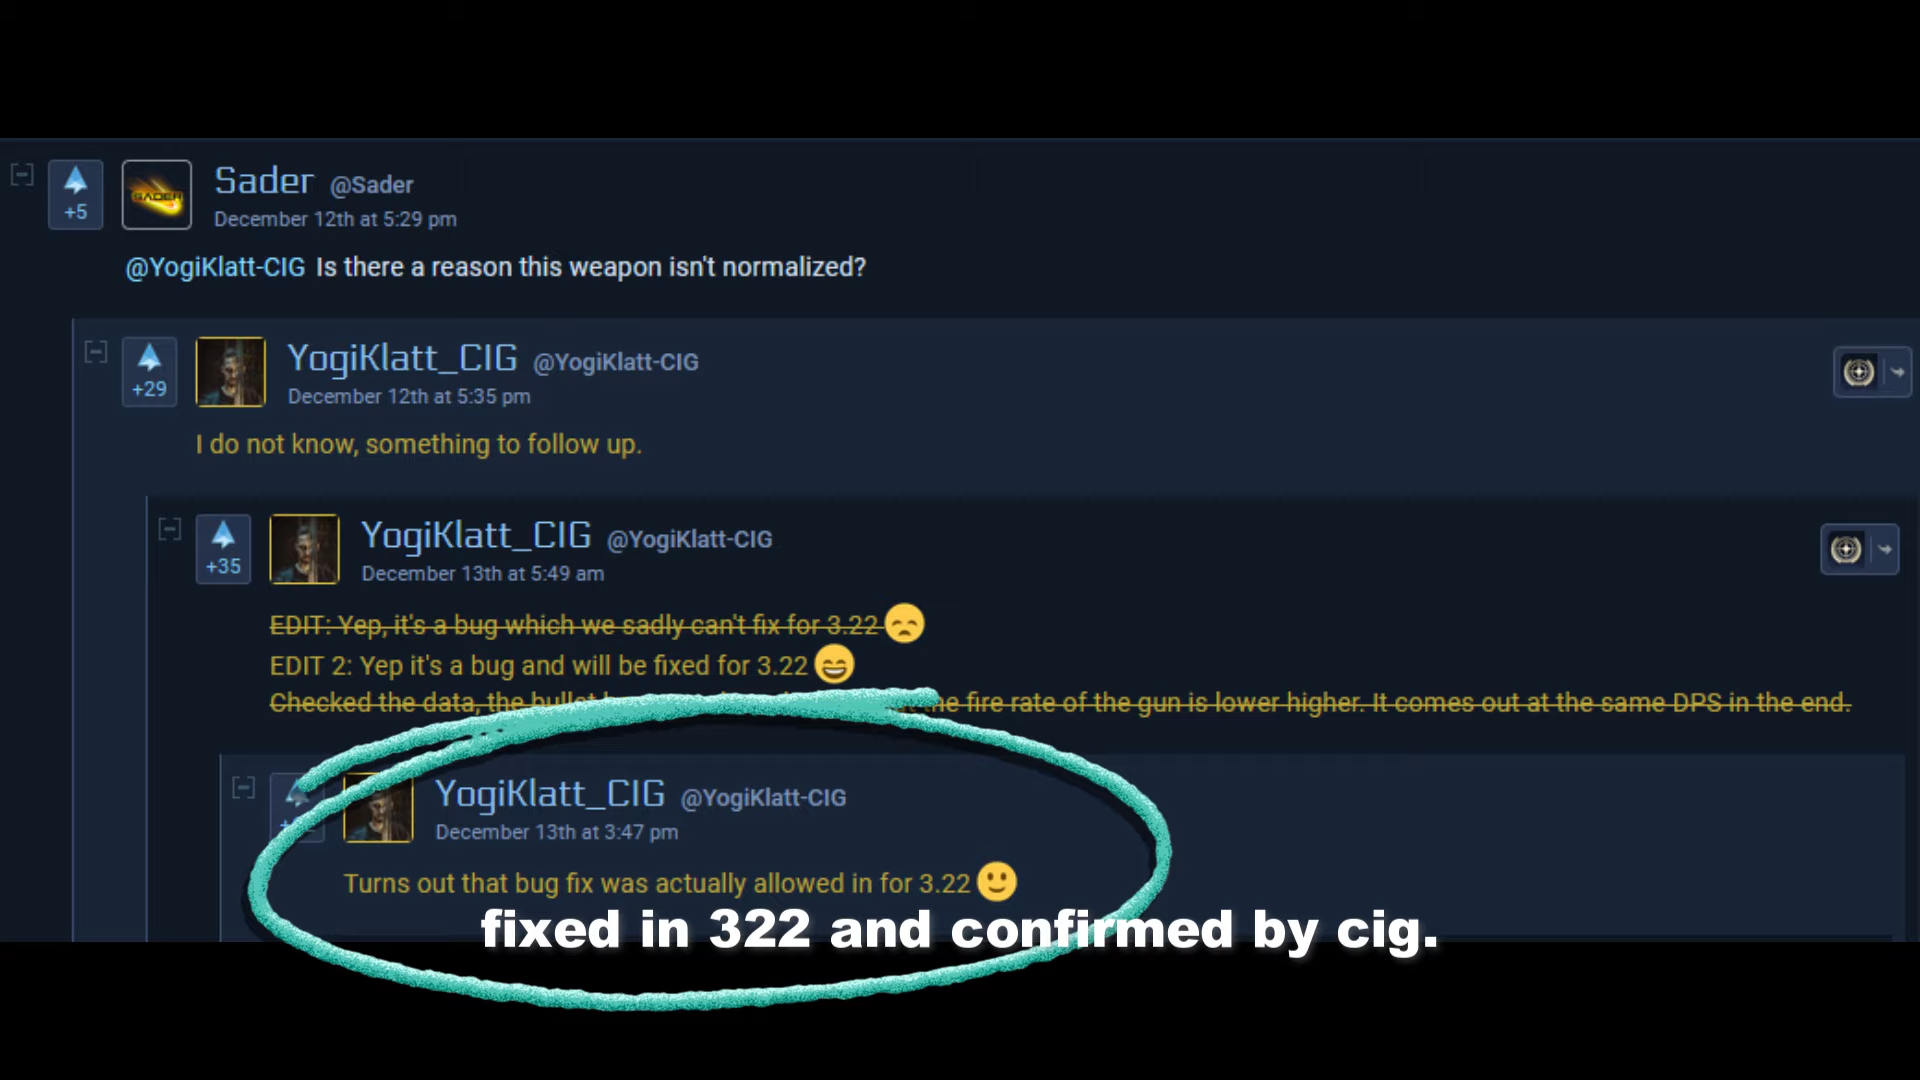 Sader @Sader
+5
SADER
December 12th at 5:29 pm
@YogiKlatt-CIG Is there a reason this weapon isn't normalized?
YogiKlatt_CIG @YogiKlatt-CIG
+29
December 12th at 5:35 pm
I do not know, something to follow up.
YogiKlatt_CIG @YogiKlatt-CIG
+35
December 13th at 5:49 am
EDIT: Yep, it's a bug which we sadly can't fix for 3.22
EDIT 2: Yep it's a bug and will be fixed for 3.22
Checked the data, the bullet fire rate of the gun is lower higher. It comes out at the same DPS in the end.
YogiKlatt_CIG @YogiKlatt-CIG
December 13th at 3:47 pm
Turns out that bug fix was actually allowed in for 3.22
fixed in 322 and confirmed by cig.